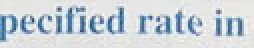 pecified rate in